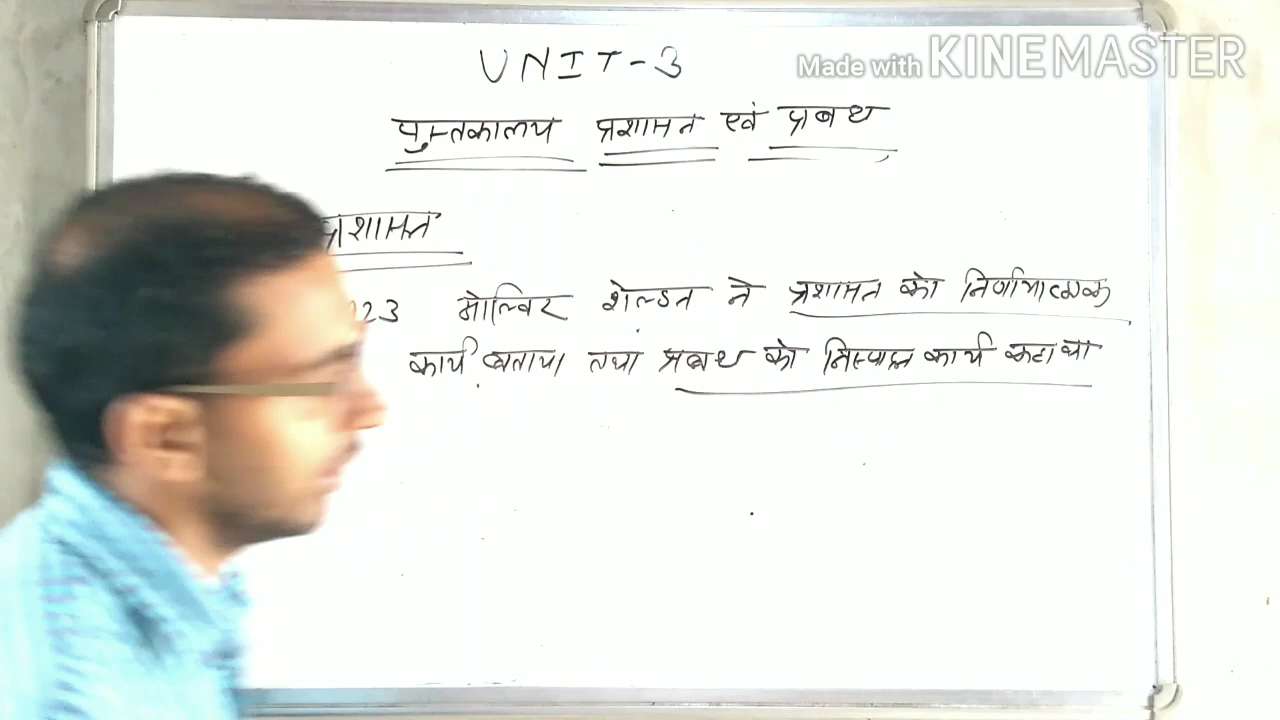 UNIT-3
Made with KINEMASTER
पुस्तकालय प्रशासन एवं प्रबंध
प्रशासन
23 ओल्विर शेल्डन ने प्रशासन को निर्णयात्मक
कार्य बताया तथा प्रबंध को निस्पादन कार्य कहा था